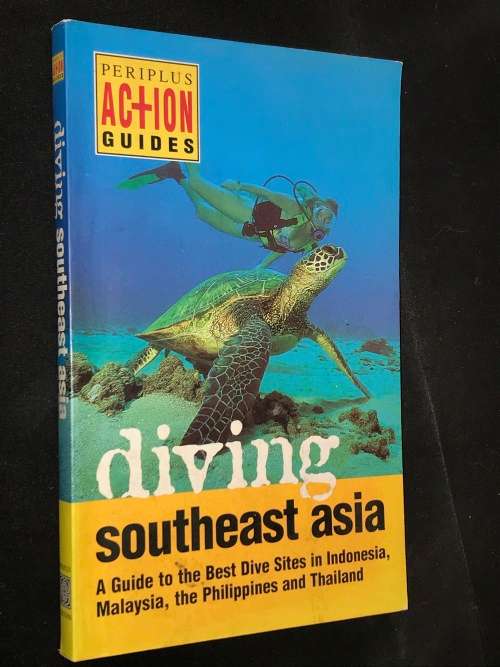 PERIPLUS
ACTION
GUIDES
diving southeast asia
diving
southeast asia
A Guide to the Best Dive Sites in Indonesia,
Malaysia, the Philippines and Thailand